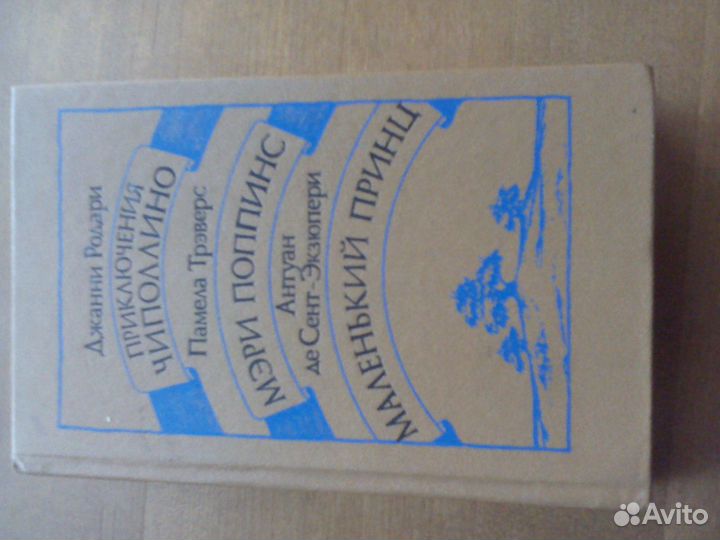 Джанни Родари
ПРИКЛЮЧЕНИЯ
ЧИПОЛЛИНО
Памела Трэверс
МЭРИ ПОППИНС
Антуан
де Сент-Экзюпери
МАЛЕНЬКИЙ ПРИНЦ
Avito